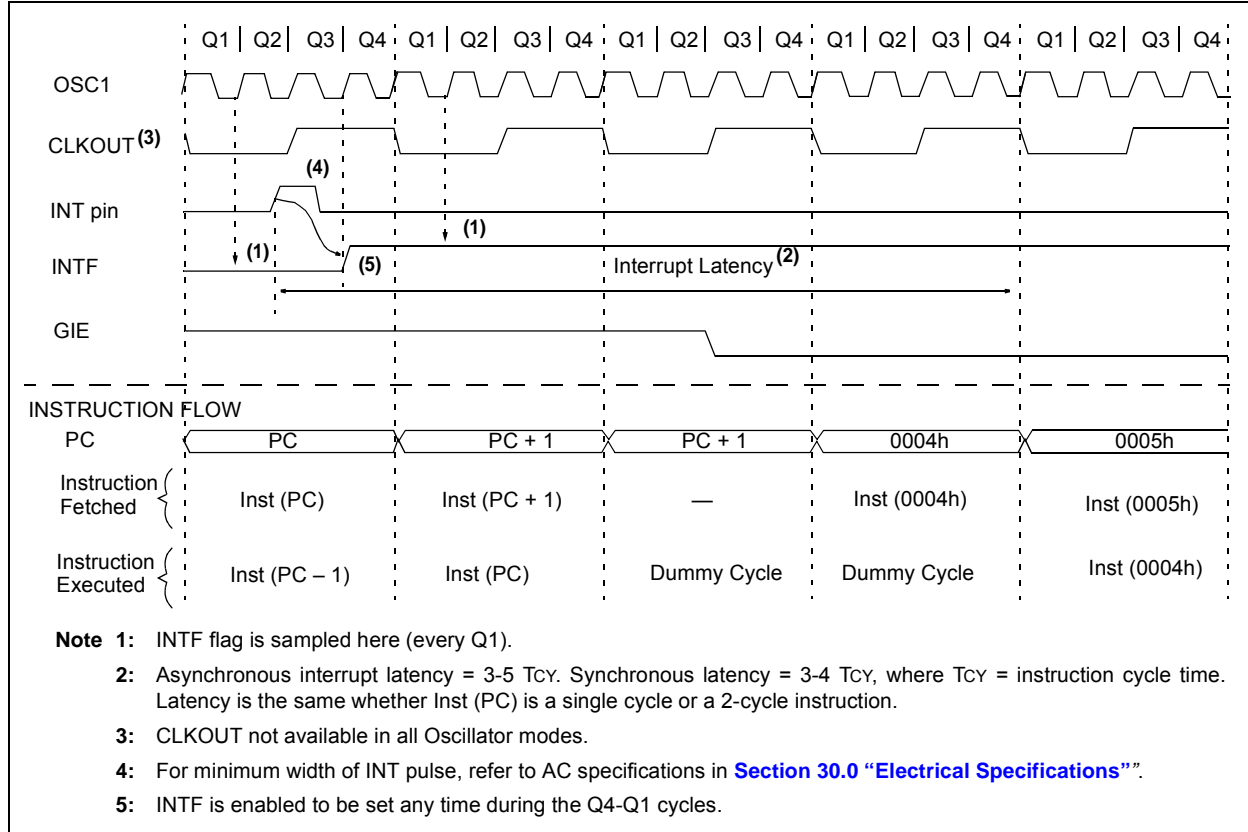 Q1 | Q2 | Q3 | Q4 Q1 | Q2 | Q3 | Q4 Q1 | Q2 | Q3 | Q4 Q1 | Q2 | Q3 | Q4 Q1 | Q2 | Q3 | Q4
OSC1
CLKOUT (3)
(4)
INT pin
(1)
(1)
INTF
(5)
Interrupt Latency (2)
GIE
INSTRUCTION FLOW
PC PC PC + 1 PC + 1 0004h 0005h
Instruction
Fetched
Inst (PC) Inst (PC + 1) — Inst (0004h) Inst (0005h)
Instruction
Executed
Inst (PC – 1) Inst (PC) Dummy Cycle Dummy Cycle Inst (0004h)
Note 1: INTF flag is sampled here (every Q1).
2: Asynchronous interrupt latency = 3-5 TCY. Synchronous latency = 3-4 TCY, where TCY = instruction cycle time.
Latency is the same whether Inst (PC) is a single cycle or a 2-cycle instruction.
3: CLKOUT not available in all Oscillator modes.
4: For minimum width of INT pulse, refer to AC specifications in Section 30.0 “Electrical Specifications””.
5: INTF is enabled to be set any time during the Q4-Q1 cycles.